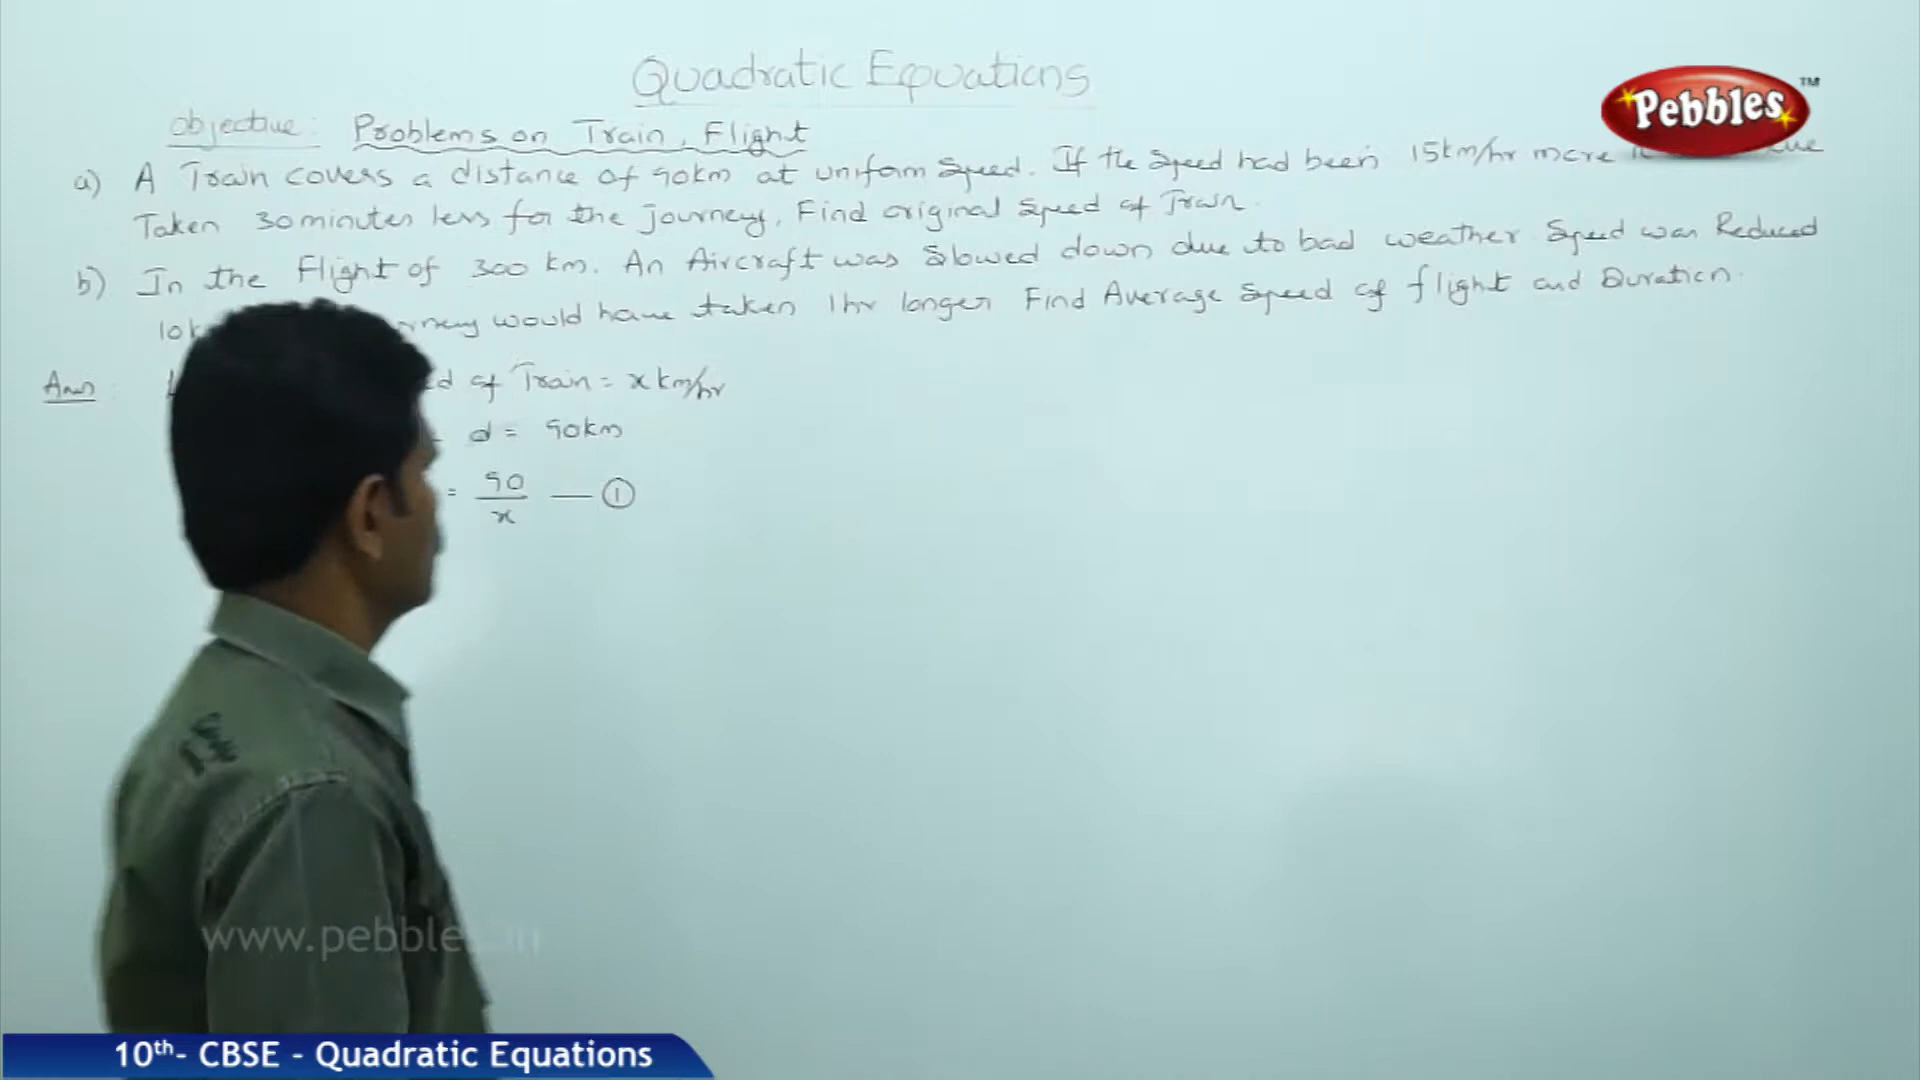 Quadratic Equations
Pebbles™
Objective: Problems on Train, Flight
a) A Train covers a distance of 90km at uniform speed. If the speed had been 15km/hr more
Taken 30 minutes less for the journey, Find original speed of Train.
b) In the Flight of 300 km. An Aircraft was slowed down due to bad weather speed was Reduced
10k would have taken 1hr longer Find Average speed of flight and Duration.
Ans: of Train = x km/hr
d = 90km
= 90/x — ①
www.pebbles.in
10th- CBSE - Quadratic Equations